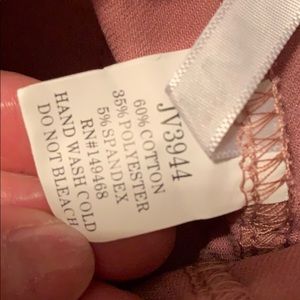 JV3944
60% COTTON
35% POLYESTER
5% SPANDEX
RN#149468
HAND WASH COLD
DO NOT BLEACH